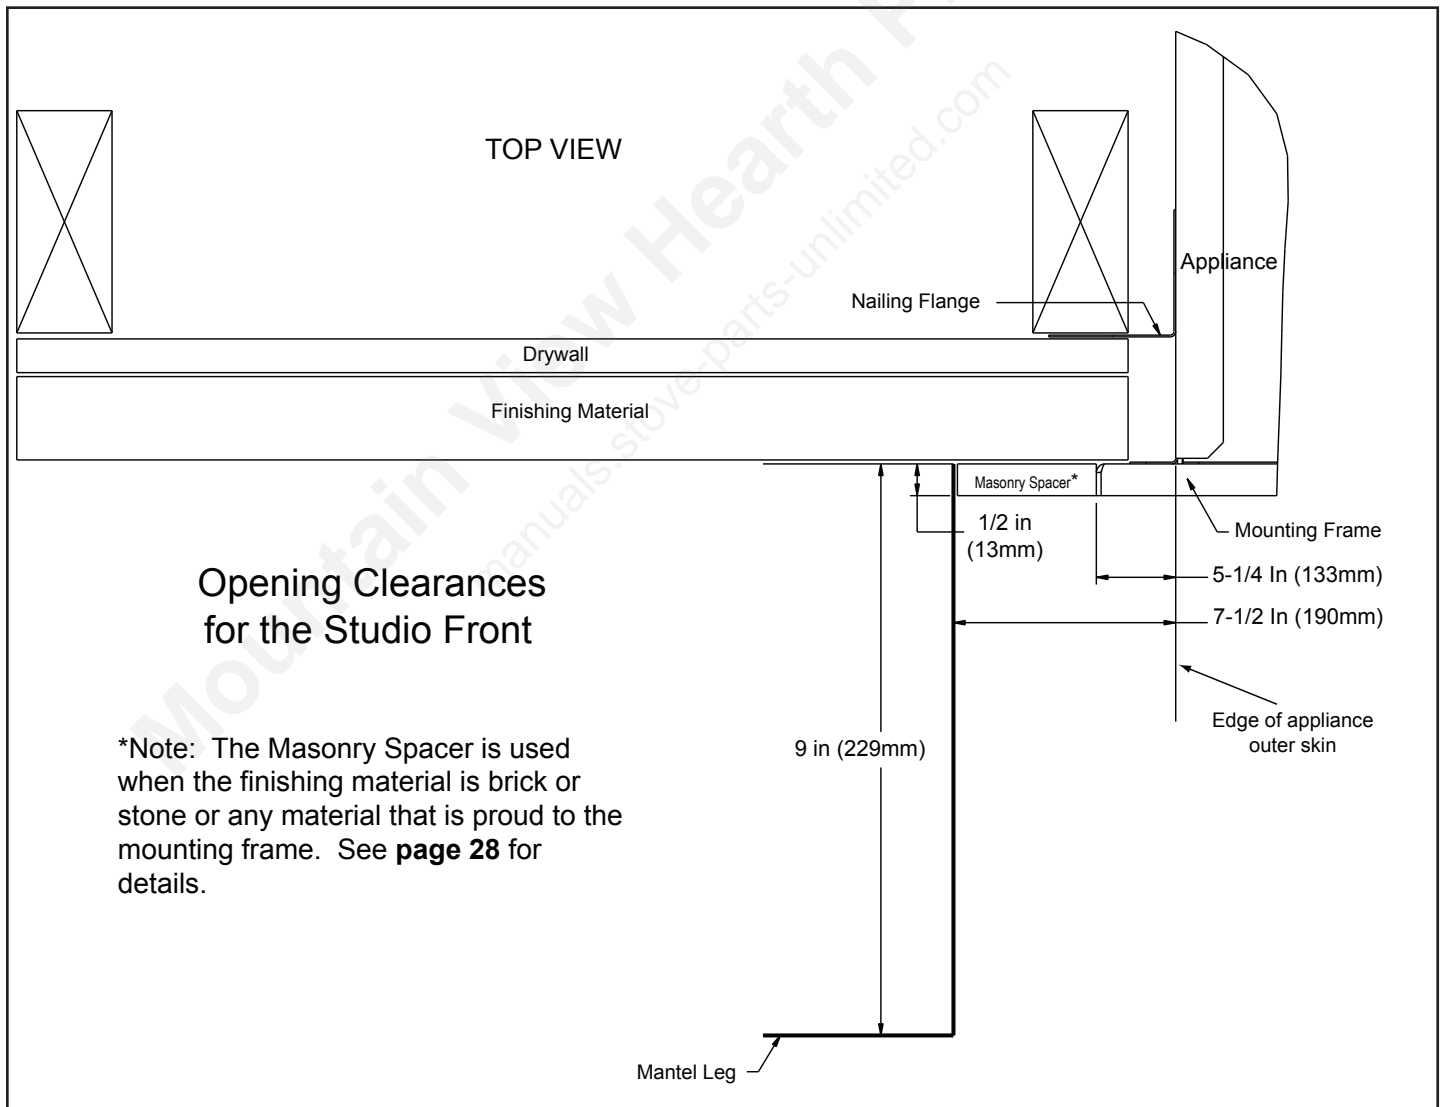 TOP VIEW
Appliance
Nailing Flange
Drywall
Finishing Material
Masonry Spacer*
1/2 in
(13mm)
Mounting Frame
5-1/4 In (133mm)
7-1/2 In (190mm)
Opening Clearances
for the Studio Front
Edge of appliance
outer skin
9 in (229mm)
*Note:  The Masonry Spacer is used
when the finishing material is brick or
stone or any material that is proud to the
mounting frame.  See page 28 for
details.
Mantel Leg
Mountain View Hearth
manuals.stove-parts-unlimited.com